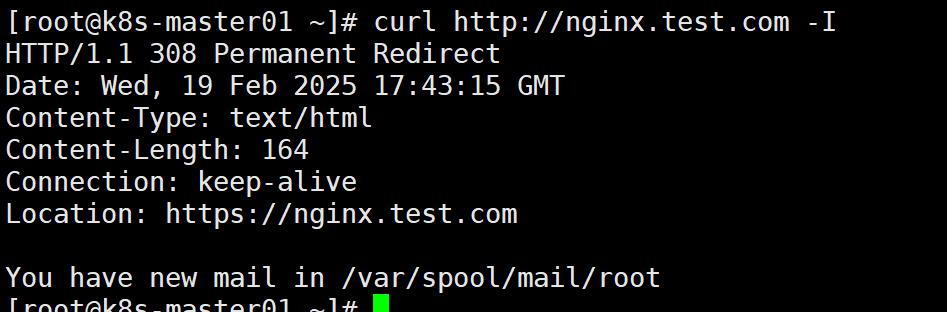 [root@k8s-master01 ~]# curl http://nginx.test.com -I
HTTP/1.1 308 Permanent Redirect
Date: Wed, 19 Feb 2025 17:43:15 GMT
Content-Type: text/html
Content-Length: 164
Connection: keep-alive
Location: https://nginx.test.com
You have new mail in /var/spool/mail/root
[root@k8s-master01 ~]#